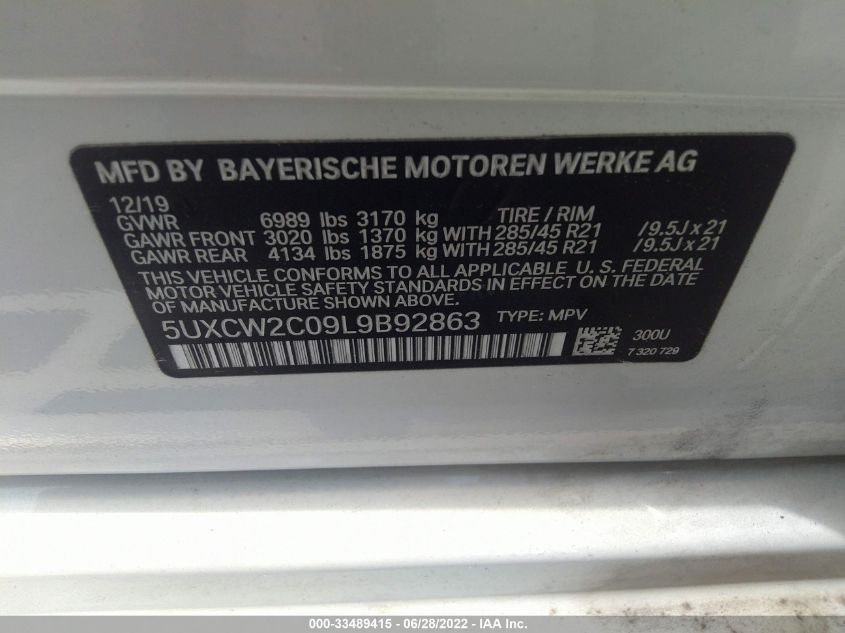 MFD BY BAYERISCHE MOTOREN WERKE AG
12/19
GVWR 6989 lbs 3170 kg TIRE / RIM
GAWR FRONT 3020 lbs 1370 kg WITH 285/45 R21 /9.5J x 21
GAWR REAR 4134 lbs 1875 kg WITH 285/45 R21 /9.5J x 21
THIS VEHICLE CONFORMS TO ALL APPLICABLE U. S. FEDERAL
MOTOR VEHICLE SAFETY STANDARDS IN EFFECT ON THE DATE
OF MANUFACTURE SHOWN ABOVE.
5UXCW2C09L9B92863 TYPE: MPV
300U
7 320 729
000-33489415 - 06/28/2022 - IAA Inc.